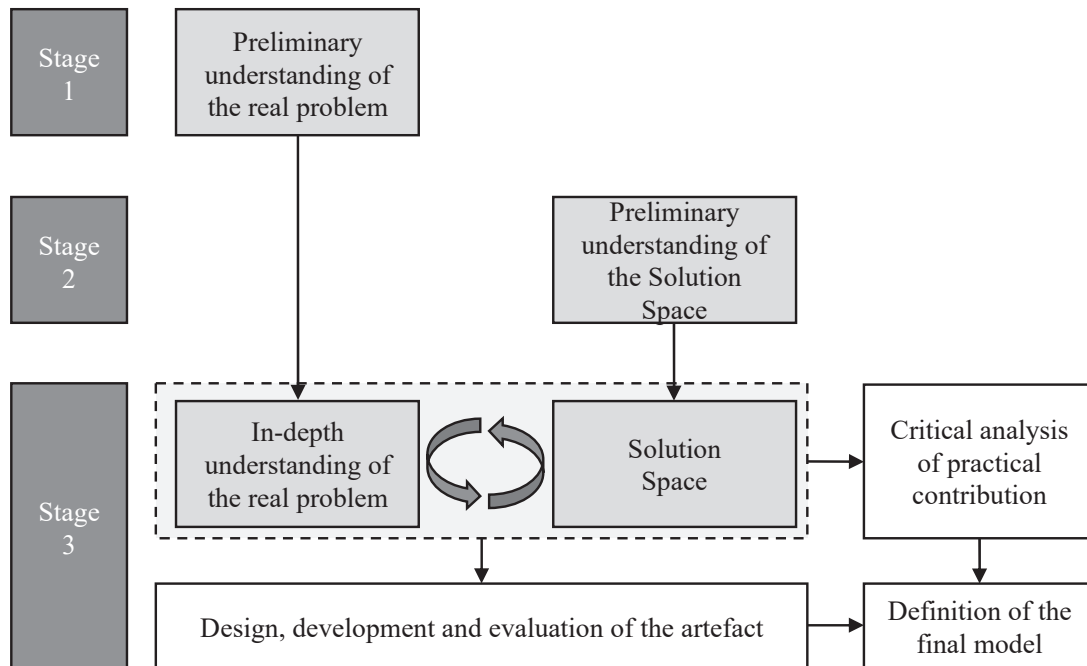 Stage
1
Preliminary
understanding of
the real problem
Stage
2
Preliminary
understanding of
the Solution
Space
Stage
3
In-depth
understanding of
the real problem
Solution
Space
Critical analysis
of practical
contribution
Design, development and evaluation of the artefact
Definition of the
final model